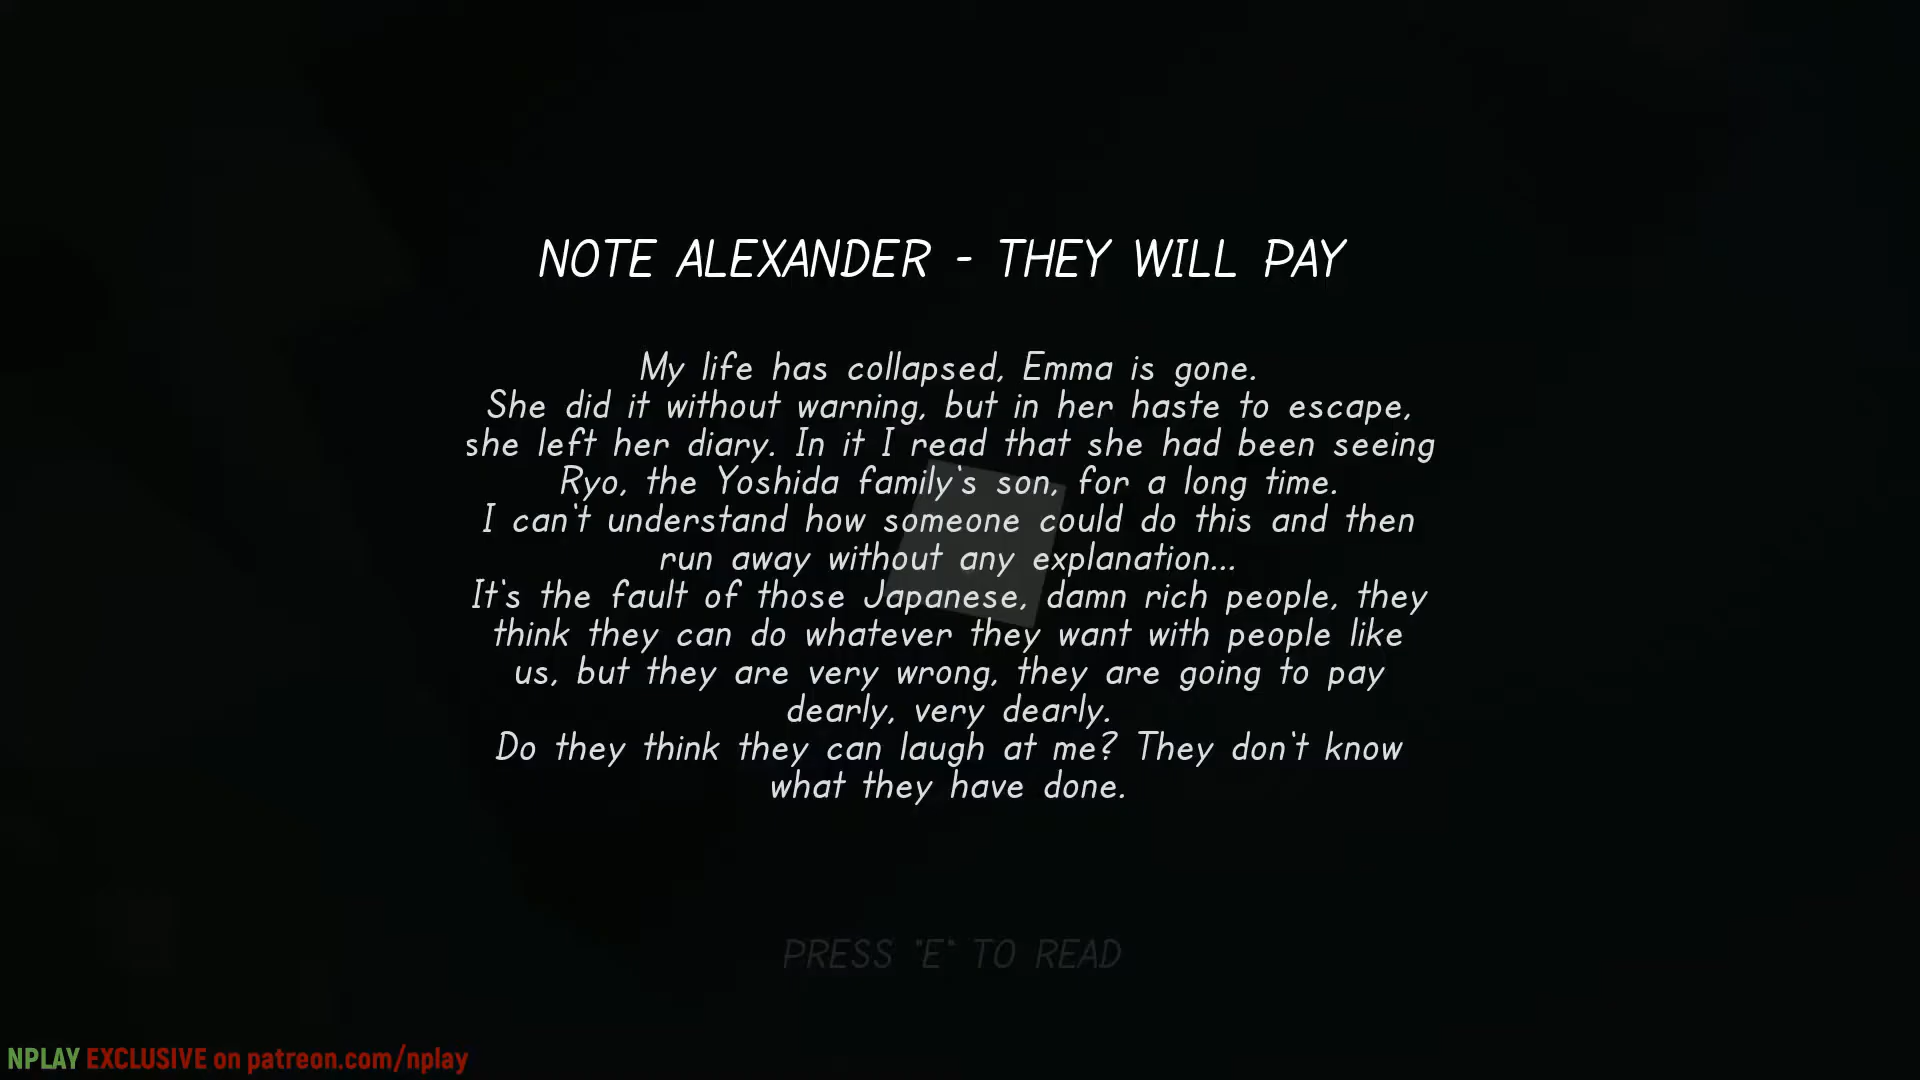 NOTE ALEXANDER - THEY WILL PAY
My life has collapsed, Emma is gone.
She did it without warning, but in her haste to escape,
she left her diary. In it I read that she had been seeing
Ryo, the Yoshida family's son, for a long time.
I can't understand how someone could do this and then
run away without any explanation...
It's the fault of those Japanese, damn rich people, they
think they can do whatever they want with people like
us, but they are very wrong, they are going to pay
dearly, very dearly.
Do they think they can laugh at me? They don't know
what they have done.
PRESS "E" TO READ
NPLAY EXCLUSIVE on patreon.com/nplay